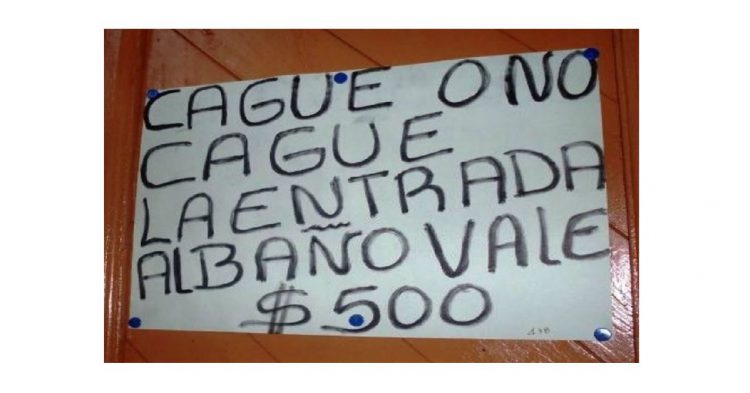 CAGUE O NO
CAGUE
LA ENTRADA
AL BAÑO VALE
$500